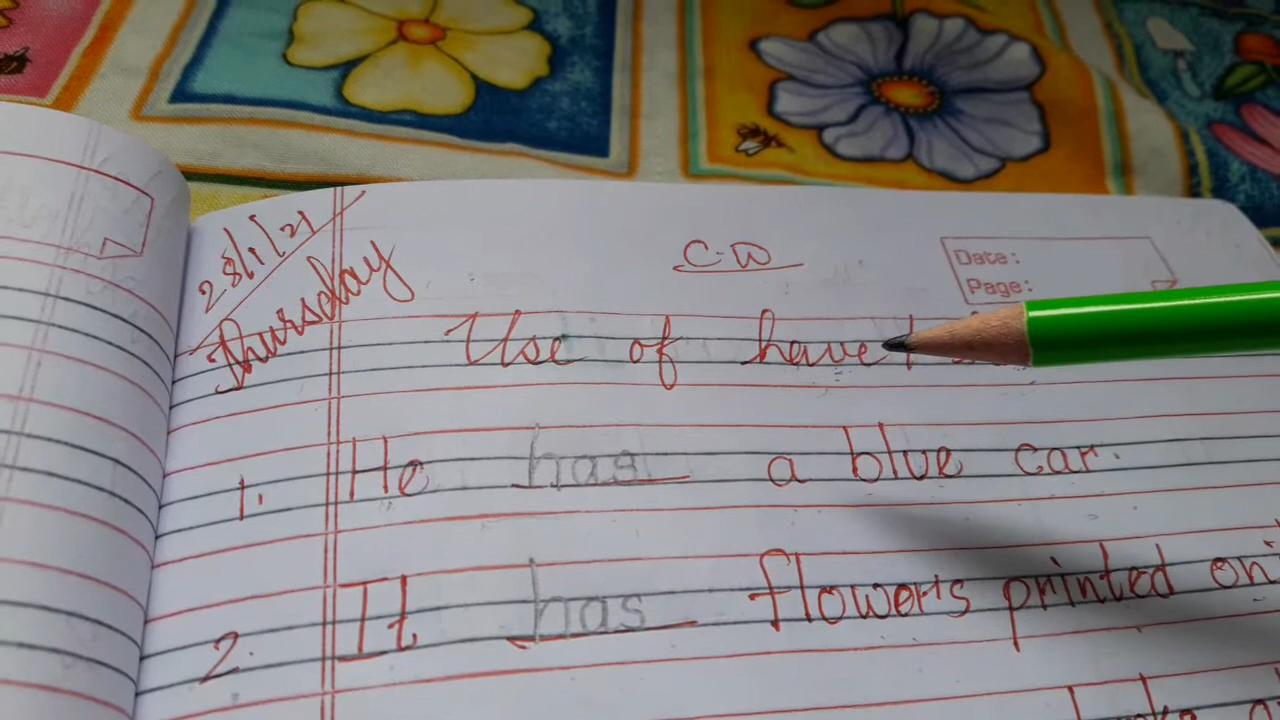 28/1/21
Thursday
C.W
Date:
Page:
Use of have
1. He has a blue car.
2. It has flowers printed on